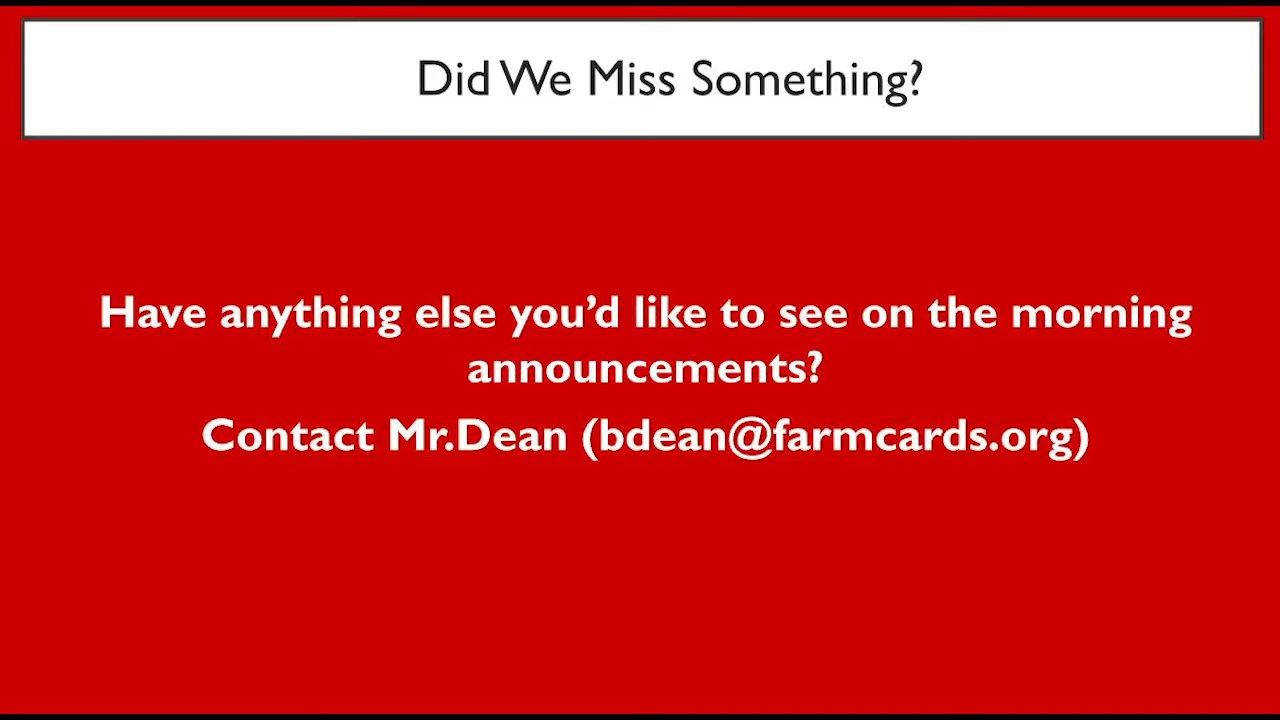 Did We Miss Something?
Have anything else you’d like to see on the morning
announcements?
Contact Mr.Dean (bdean@farmcards.org)